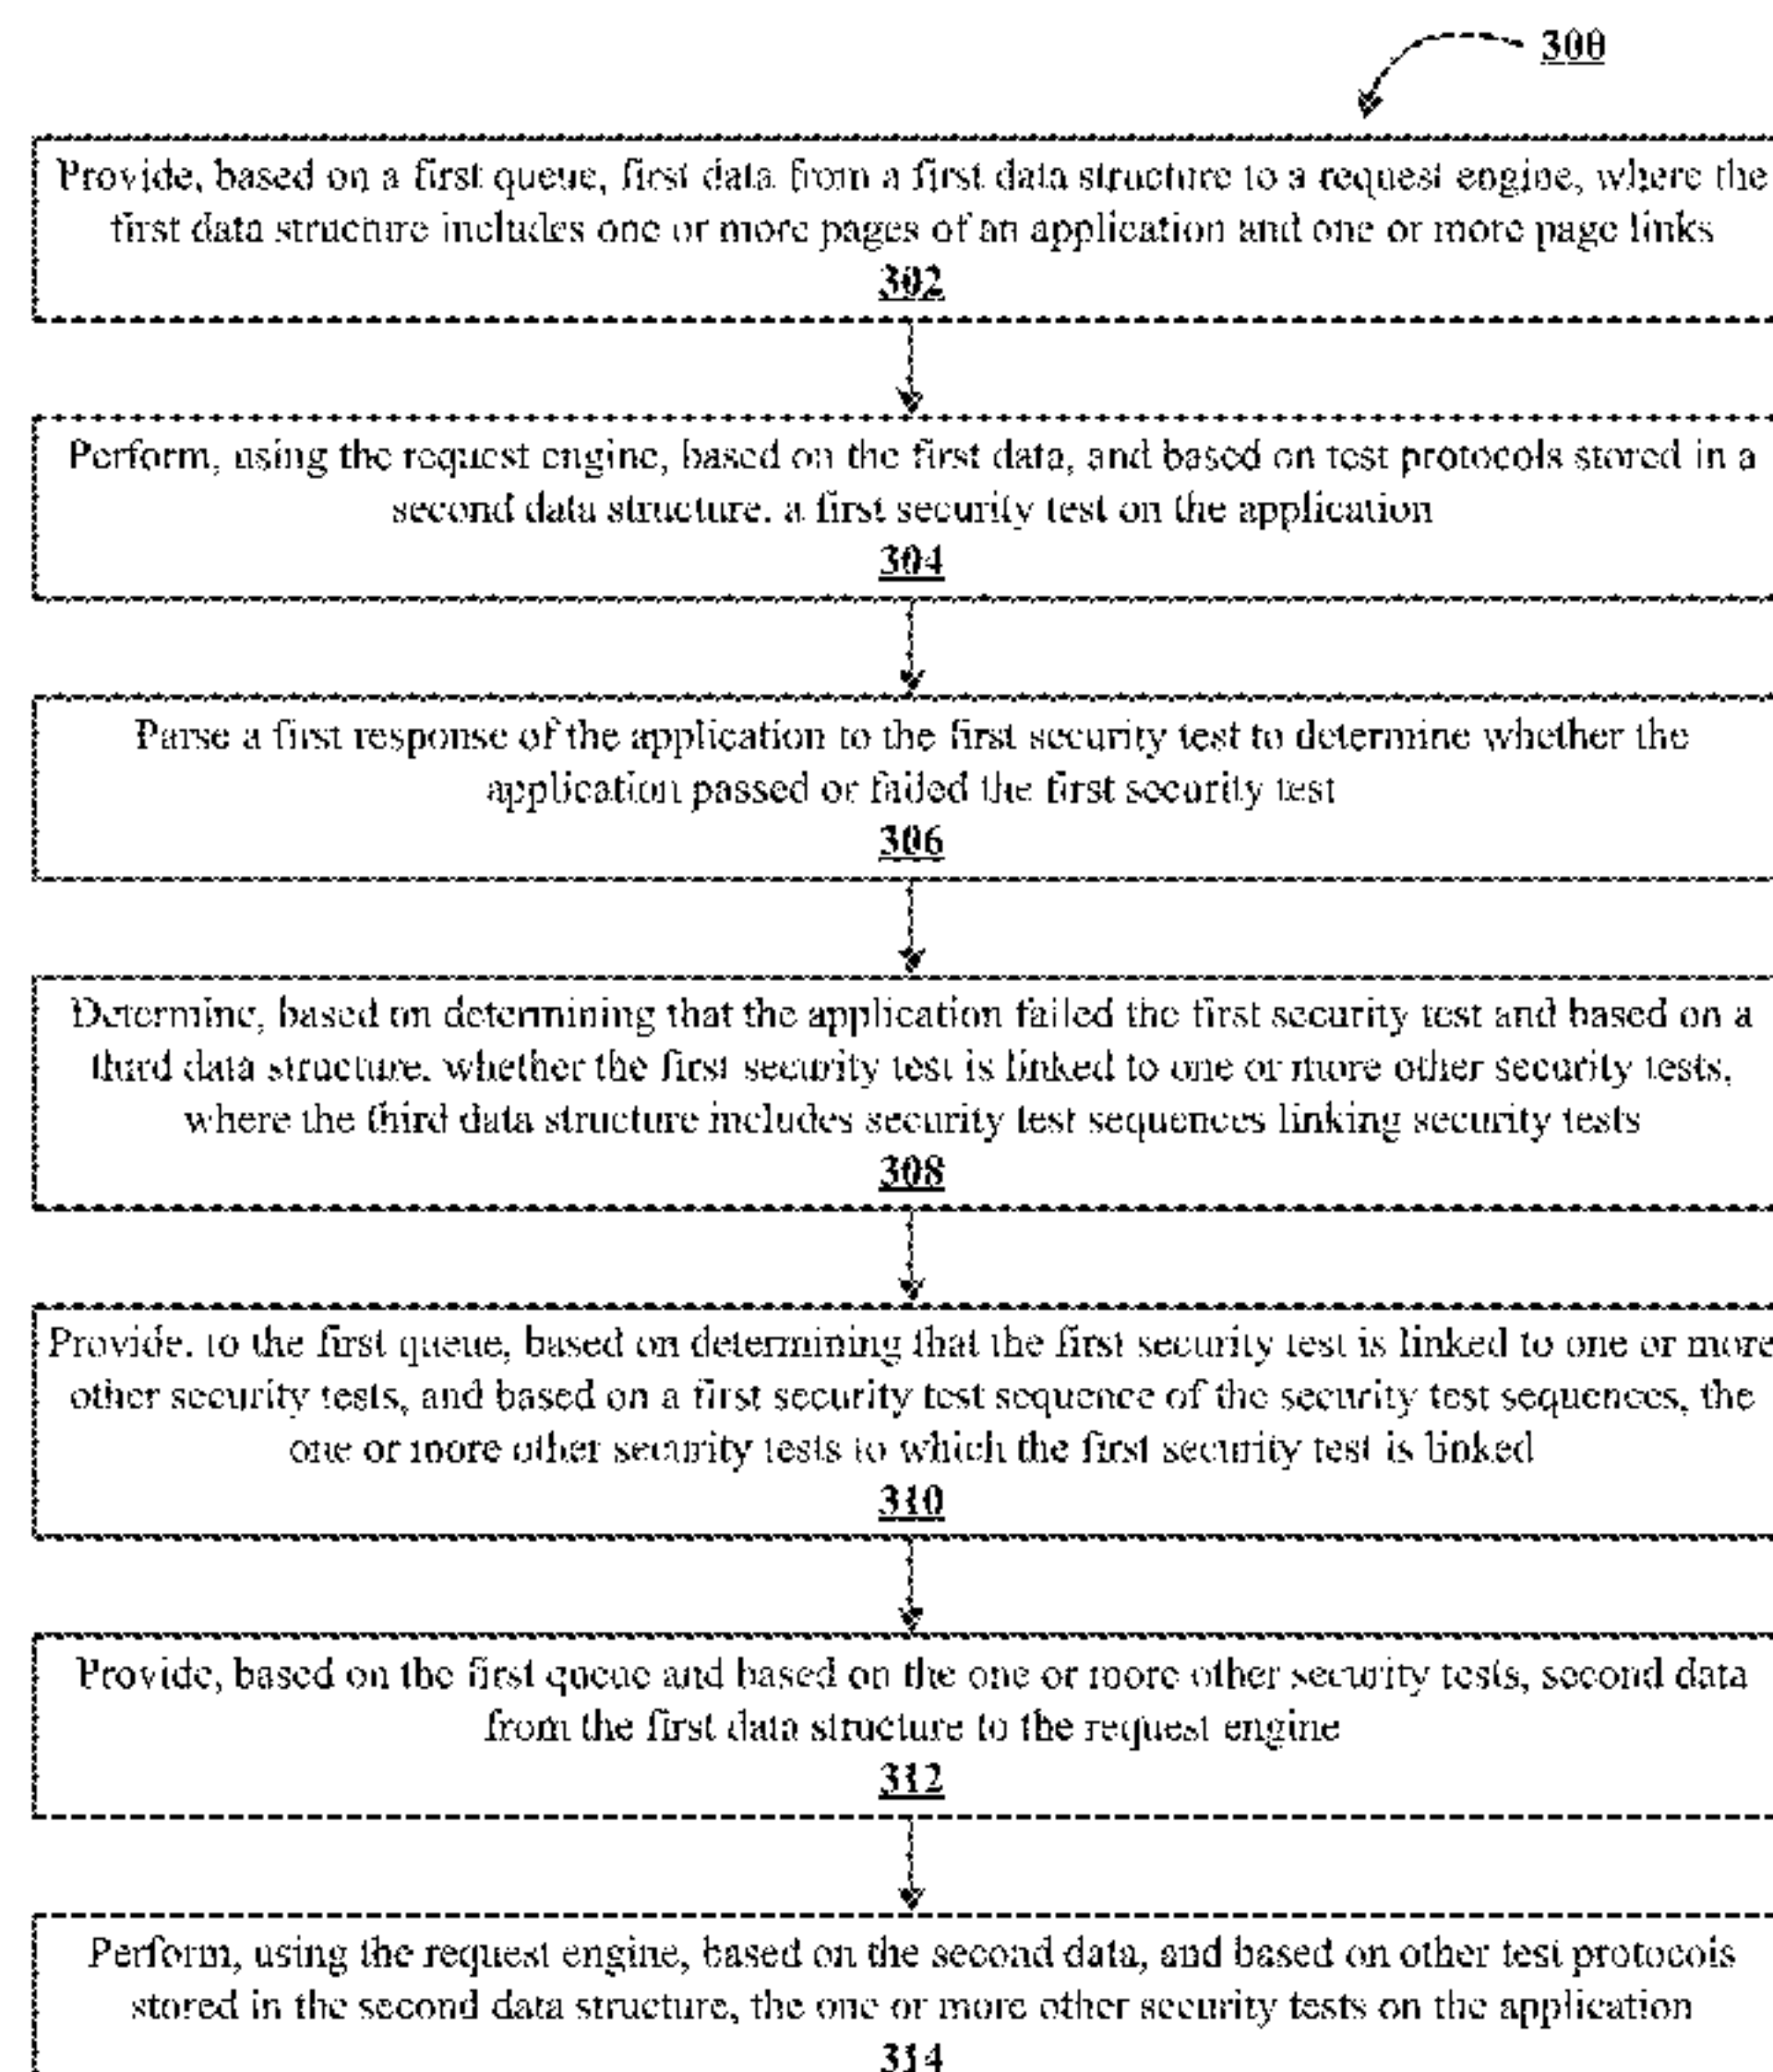 300
Provide, based on a first queue, first data from a first data structure to a request engine, where the
first data structure includes one or more pages of an application and one or more page links
302
Perform, using the request engine, based on the first data, and based on test protocols stored in a
second data structure, a first security test on the application
304
Parse a first response of the application to the first security test to determine whether the
application passed or failed the first security test
306
Determine, based on determining that the application failed the first security test and based on a
third data structure, whether the first security test is linked to one or more other security tests,
where the third data structure includes security test sequences linking security tests
308
Provide, to the first queue, based on determining that the first security test is linked to one or more
other security tests, and based on a first security test sequence of the security test sequences, the
one or more other security tests to which the first security test is linked
310
Provide, based on the first queue and based on the one or more other security tests, second data
from the first data structure to the request engine
312
Perform, using the request engine, based on the second data, and based on other test protocols
stored in the second data structure, the one or more other security tests on the application
314